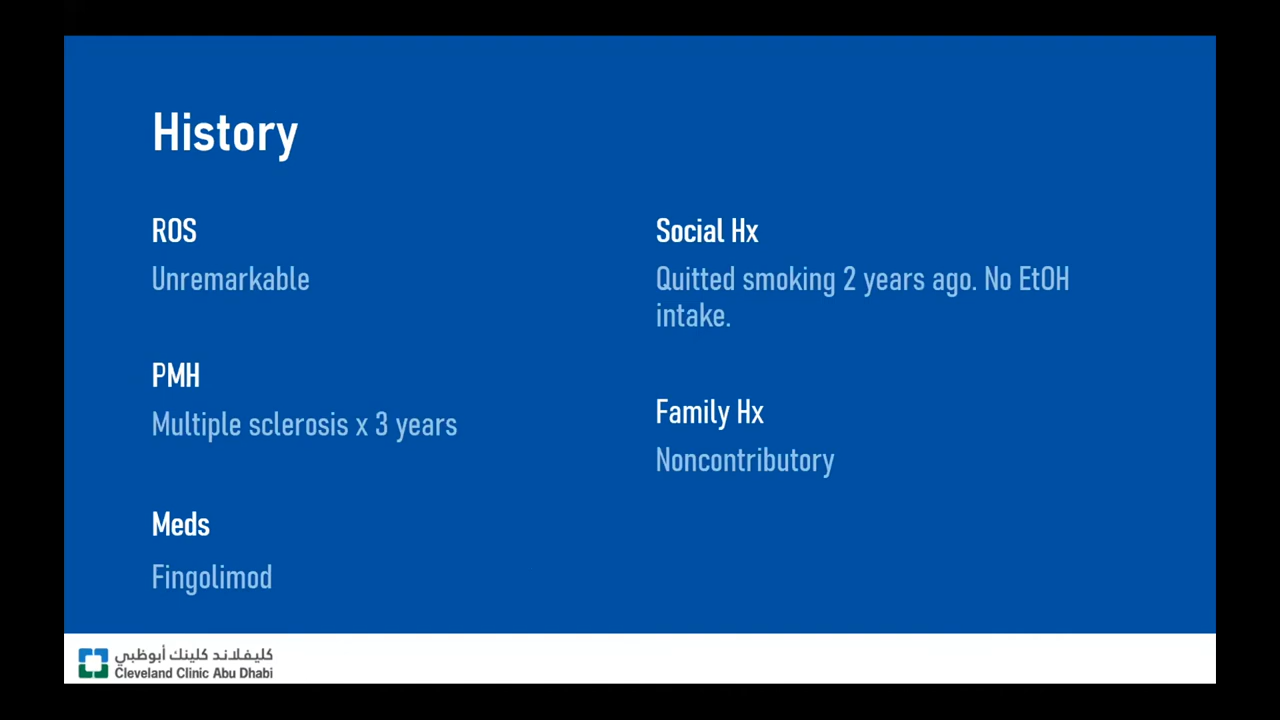 History
ROS
Unremarkable
PMH
Multiple sclerosis x 3 years
Meds
Fingolimod
Social Hx
Quitted smoking 2 years ago. No EtOH
intake.
Family Hx
Noncontributory
كليفلاند كلينك أبوظبي
Cleveland Clinic Abu Dhabi